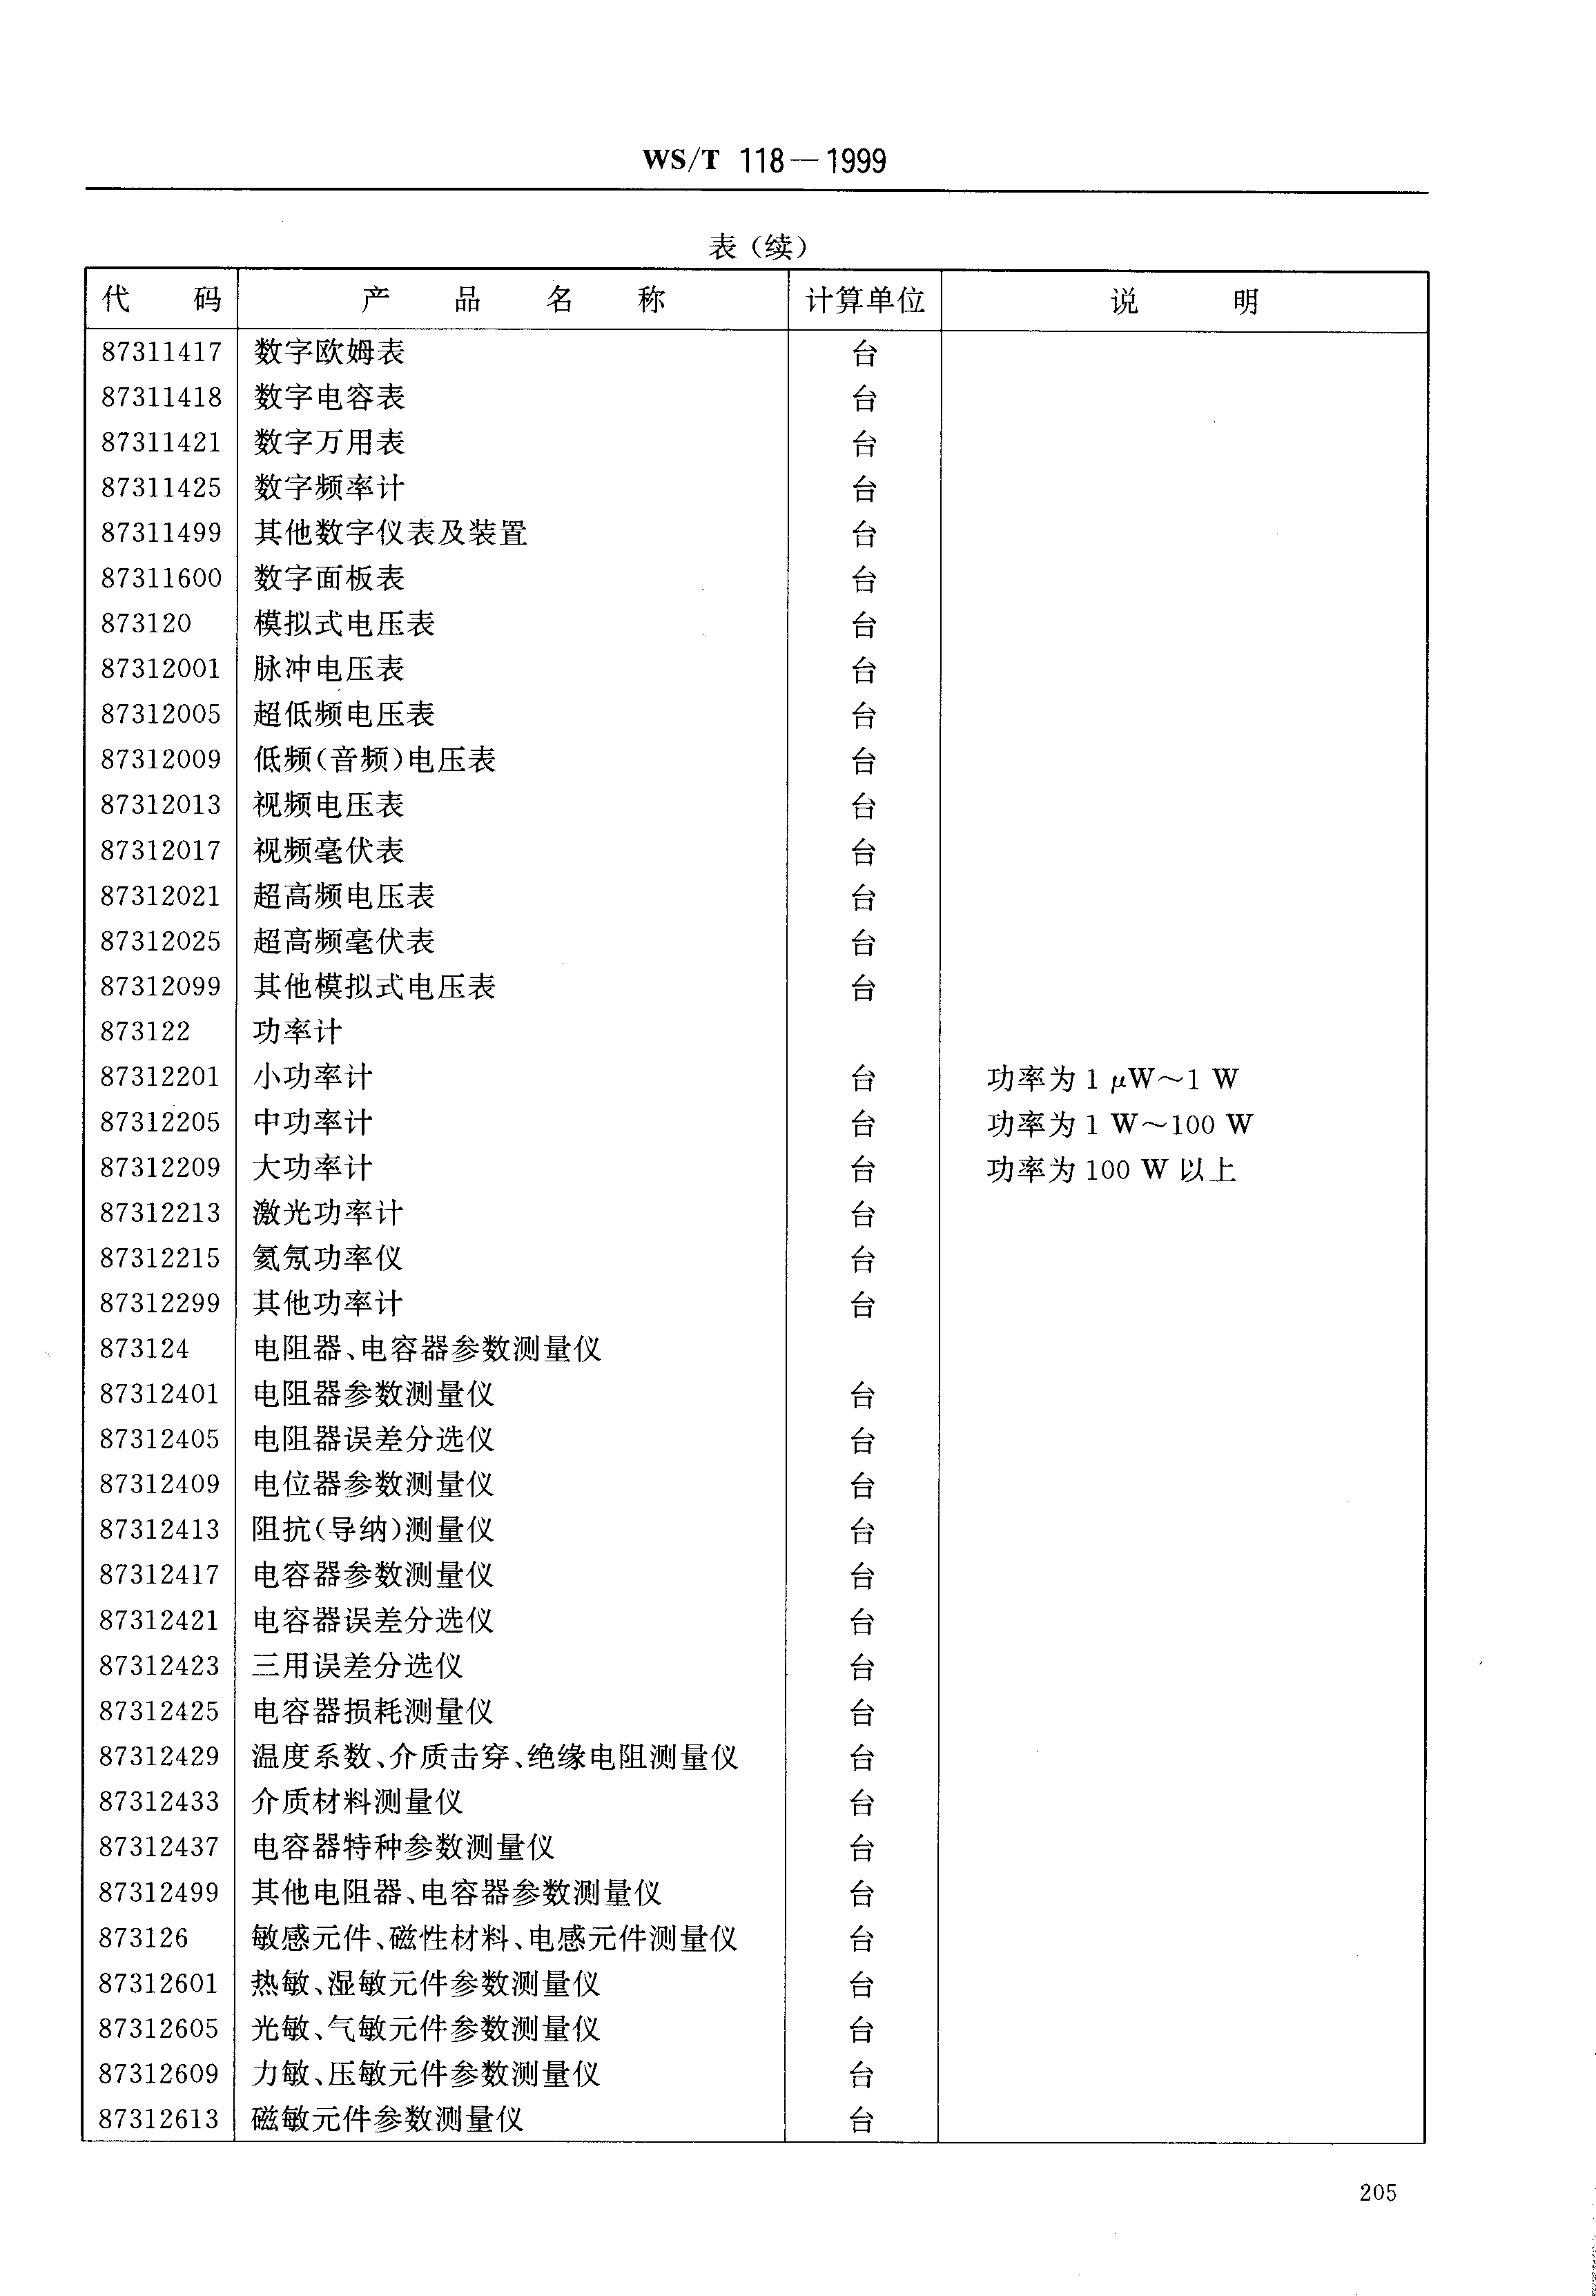 WS/T 118—1999
表(续)
代 码 产 品 名 称 计算单位 说 明
87311417 数字欧姆表 台
87311418 数字电容表 台
87311421 数字万用表 台
87311425 数字频率计 台
87311499 其他数字仪表及装置 台
87311600 数字面板表 台
873120 模拟式电压表 台
87312001 脉冲电压表 台
87312005 超低频电压表 台
87312009 低频(音频)电压表 台
87312013 视频电压表 台
87312017 视频毫伏表 台
87312021 超高频电压表 台
87312025 超高频毫伏表 台
87312099 其他模拟式电压表 台
873122 功率计
87312201 小功率计 台 功率为 1 μW～1 W
87312205 中功率计 台 功率为 1 W～100 W
87312209 大功率计 台 功率为 100 W 以上
87312213 激光功率计 台
87312215 氦氖功率仪 台
87312299 其他功率计 台
873124 电阻器、电容器参数测量仪
87312401 电阻器参数测量仪 台
87312405 电阻器误差分选仪 台
87312409 电位器参数测量仪 台
87312413 阻抗(导纳)测量仪 台
87312417 电容器参数测量仪 台
87312421 电容器误差分选仪 台
87312423 三用误差分选仪 台
87312425 电容器损耗测量仪 台
87312429 温度系数、介质击穿、绝缘电阻测量仪 台
87312433 介质材料测量仪 台
87312437 电容器特种参数测量仪 台
87312499 其他电阻器、电容器参数测量仪 台
873126 敏感元件、磁性材料、电感元件测量仪 台
87312601 热敏、湿敏元件参数测量仪 台
87312605 光敏、气敏元件参数测量仪 台
87312609 力敏、压敏元件参数测量仪 台
87312613 磁敏元件参数测量仪 台
205